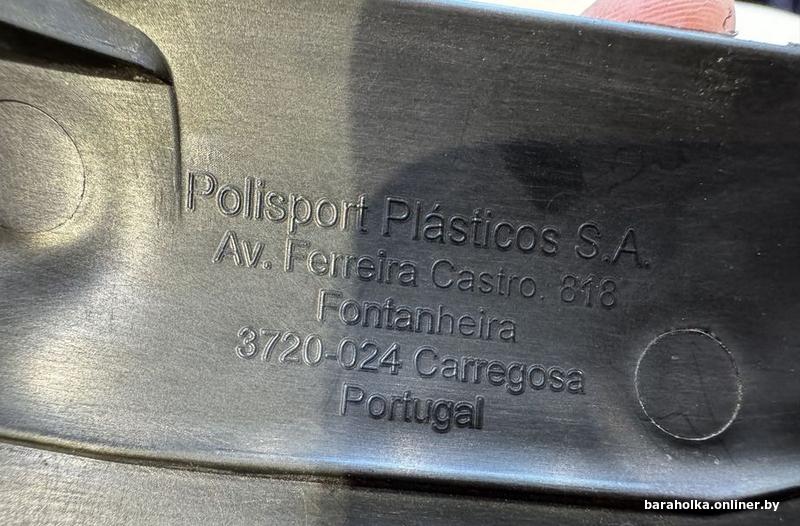 Polisport Plásticos S.A.
Av. Ferreira Castro, 818
Fontanheira
3720-024 Carregosa
Portugal
baraholka.onliner.by